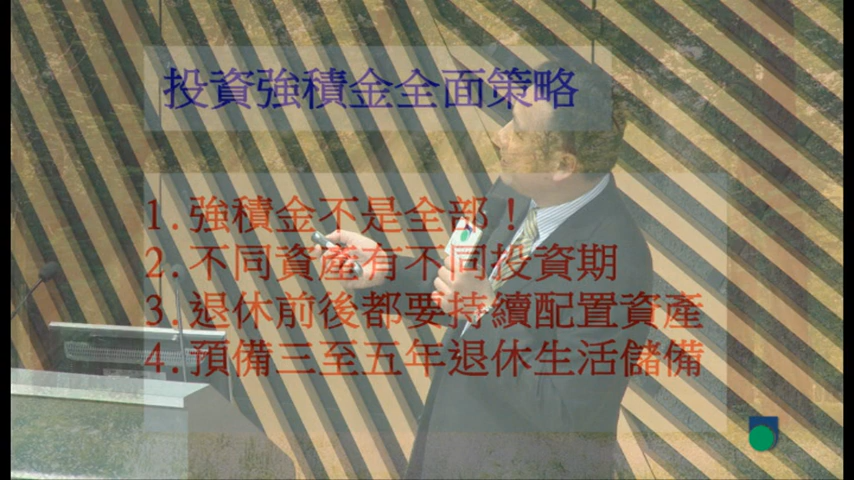 投資強積金全面策略
1.強積金不是全部！
2.不同資產有不同投資期
3.退休前後都要持續配置資產
4.預備三至五年退休生活儲備